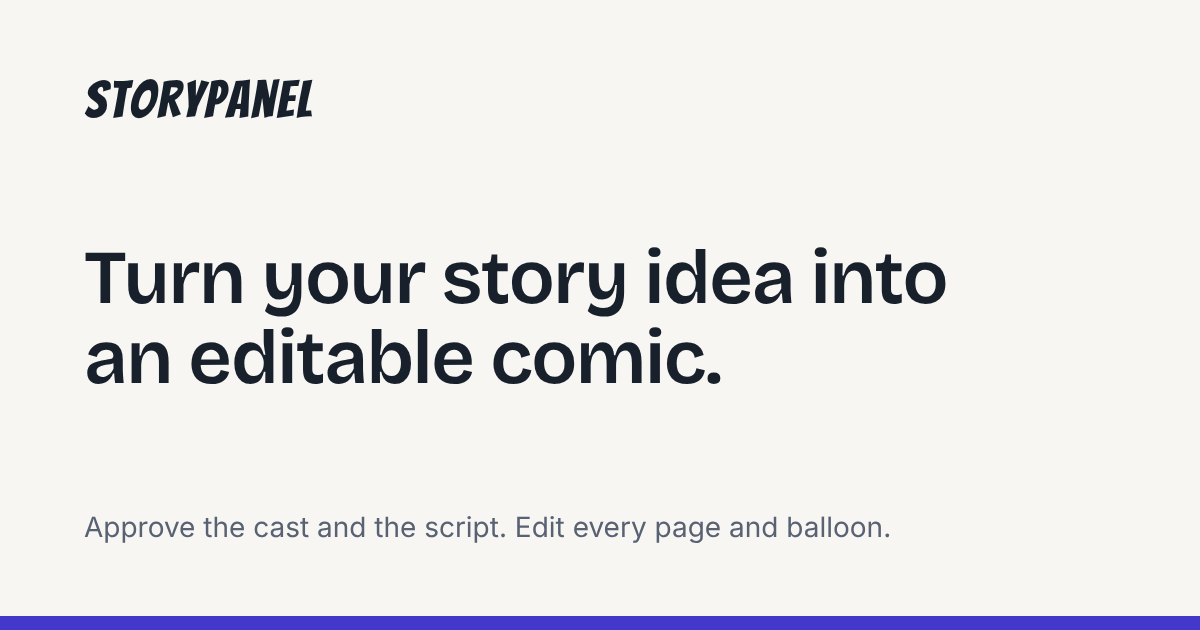 STORYPANEL
Turn your story idea into
an editable comic.
Approve the cast and the script. Edit every page and balloon.